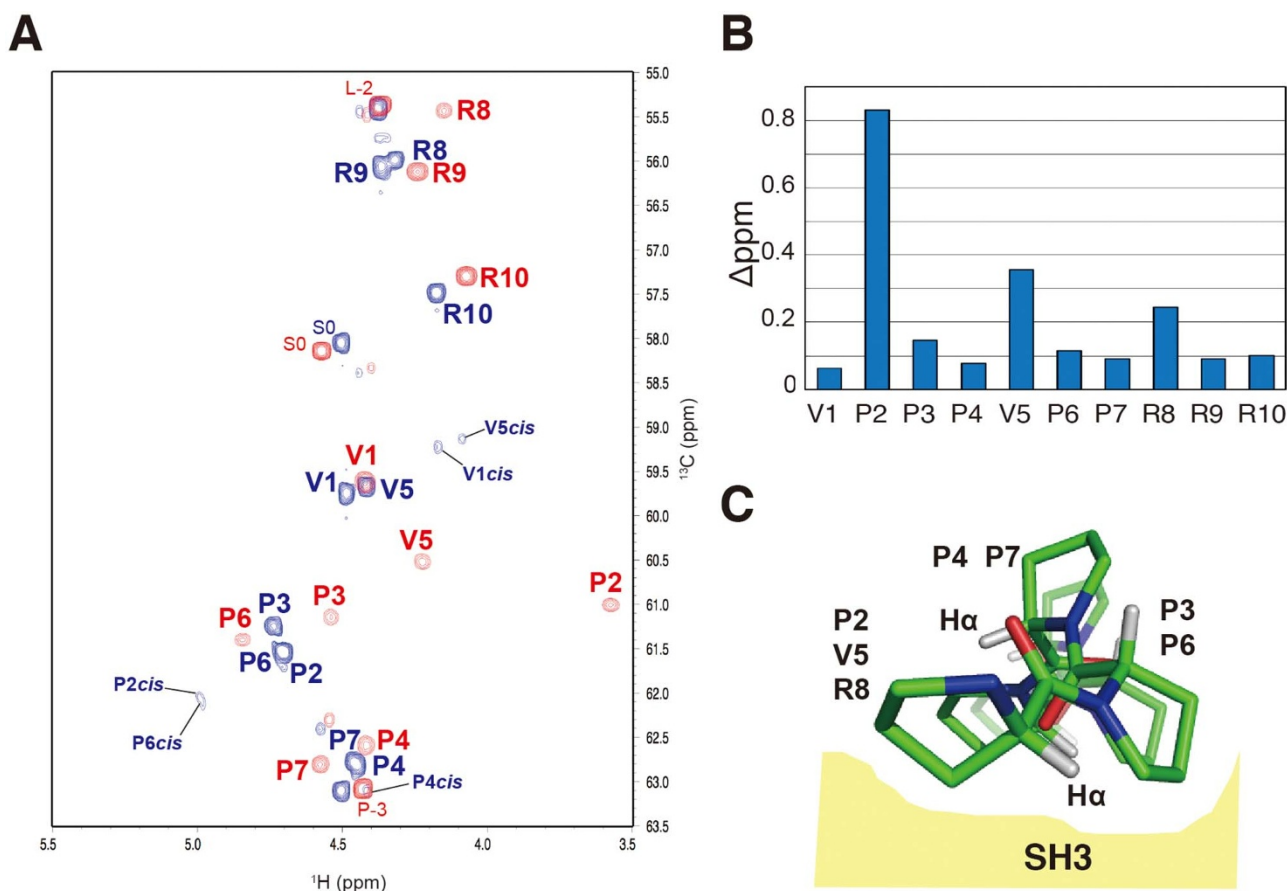 A
L-2
R8
R8
R9
R9
R10
R10
S0
S0
V5cis
V1cis
V1
V1
V5
V5
P2
P3
P3
P6
P6
P2
P2cis
P6cis
P7
P4
P7
P4
P4cis
P-3
55.0
55.5
56.0
56.5
57.0
57.5
58.0
58.5
59.0
59.5
60.0
60.5
61.0
61.5
62.0
62.5
63.0
63.5
¹³C (ppm)
5.5 5.0 4.5 4.0 3.5
¹H (ppm)
B
Δppm
0.8
0.6
0.4
0.2
0
V1 P2 P3 P4 V5 P6 P7 R8 R9 R10
C
P4 P7
P2
V5
R8
Hα
P3
P6
Hα
SH3